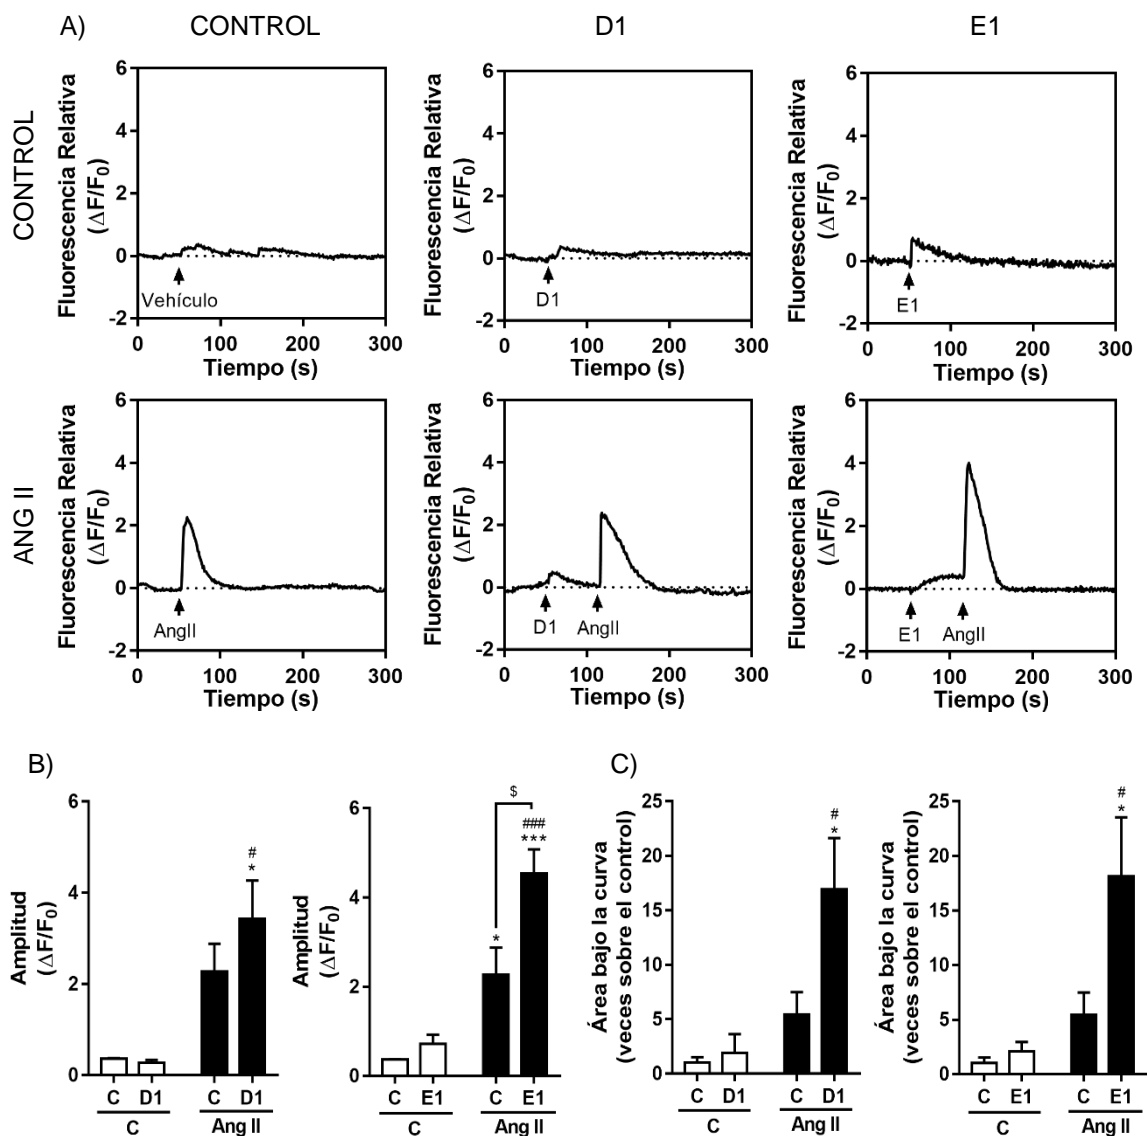 A)
CONTROL
D1
E1
CONTROL
Fluorescencia Relativa
(ΔF/F0)
6
4
2
0
-2
Vehículo
0
100
200
300
Tiempo (s)
Fluorescencia Relativa
(ΔF/F0)
6
4
2
0
-2
D1
0
100
200
300
Tiempo (s)
Fluorescencia Relativa
(ΔF/F0)
6
4
2
0
-2
E1
0
100
200
300
Tiempo (s)
ANG II
Fluorescencia Relativa
(ΔF/F0)
6
4
2
0
-2
AngII
0
100
200
300
Tiempo (s)
Fluorescencia Relativa
(ΔF/F0)
6
4
2
0
-2
D1
AngII
0
100
200
300
Tiempo (s)
Fluorescencia Relativa
(ΔF/F0)
6
4
2
0
-2
E1
AngII
0
100
200
300
Tiempo (s)
B)
Amplitud
(ΔF/F0)
6
4
2
0
#
*
C D1 C D1
C Ang II
Amplitud
(ΔF/F0)
6
4
2
0
$
###
***
*
C E1 C E1
C Ang II
C)
Área bajo la curva
(veces sobre el control)
25
20
15
10
5
0
#
*
C D1 C D1
C Ang II
Área bajo la curva
(veces sobre el control)
25
20
15
10
5
0
#
*
C E1 C E1
C Ang II